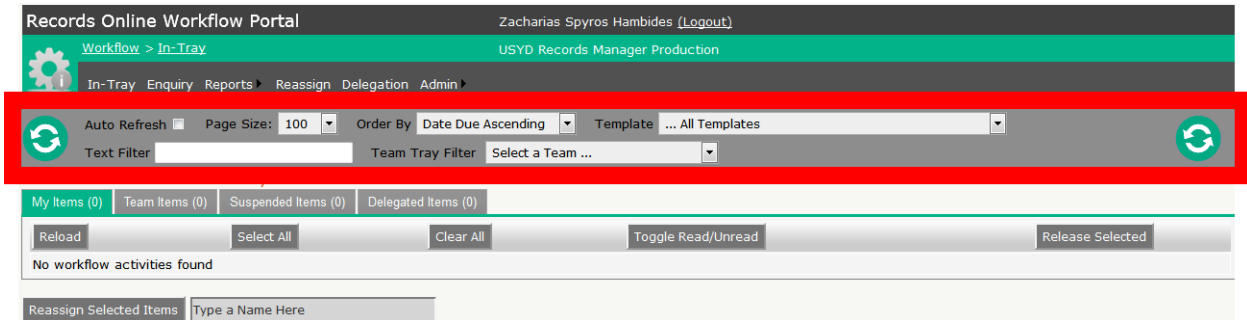 Records Online Workflow Portal Zacharias Spyros Hambides (Logout)
Workflow > In-Tray USYD Records Manager Production
In-Tray Enquiry Reports Reassign Delegation Admin
Auto Refresh Page Size: 100 Order By Date Due Ascending Template ... All Templates
Text Filter Team Tray Filter Select a Team ...
My Items (0) Team Items (0) Suspended Items (0) Delegated Items (0)
Reload Select All Clear All Toggle Read/Unread Release Selected
No workflow activities found
Reassign Selected Items Type a Name Here